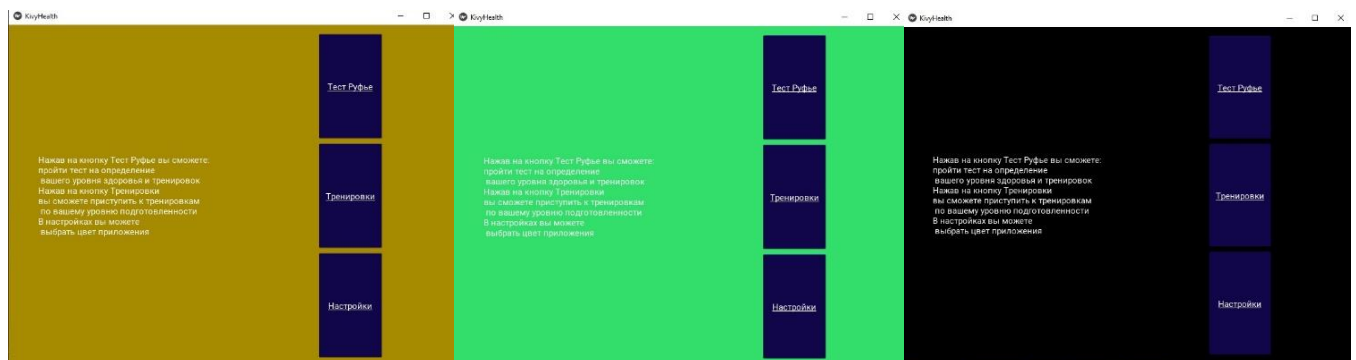 KivyHealth
Тест Руфье
Нажав на кнопку Тест Руфье вы сможете:
пройти тест на определение
вашего уровня здоровья и тренировок
Нажав на кнопку Тренировки
вы сможете приступить к тренировкам
по вашему уровню подготовленности
В настройках вы можете
выбрать цвет приложения
Тренировки
Настройки
KivyHealth
Тест Руфье
Нажав на кнопку Тест Руфье вы сможете:
пройти тест на определение
вашего уровня здоровья и тренировок
Нажав на кнопку Тренировки
вы сможете приступить к тренировкам
по вашему уровню подготовленности
В настройках вы можете
выбрать цвет приложения
Тренировки
Настройки
KivyHealth
Тест Руфье
Нажав на кнопку Тест Руфье вы сможете:
пройти тест на определение
вашего уровня здоровья и тренировок
Нажав на кнопку Тренировки
вы сможете приступить к тренировкам
по вашему уровню подготовленности
В настройках вы можете
выбрать цвет приложения
Тренировки
Настройки